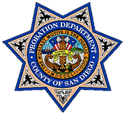 PROBATION DEPARTMENT
COUNTY OF SAN DIEGO